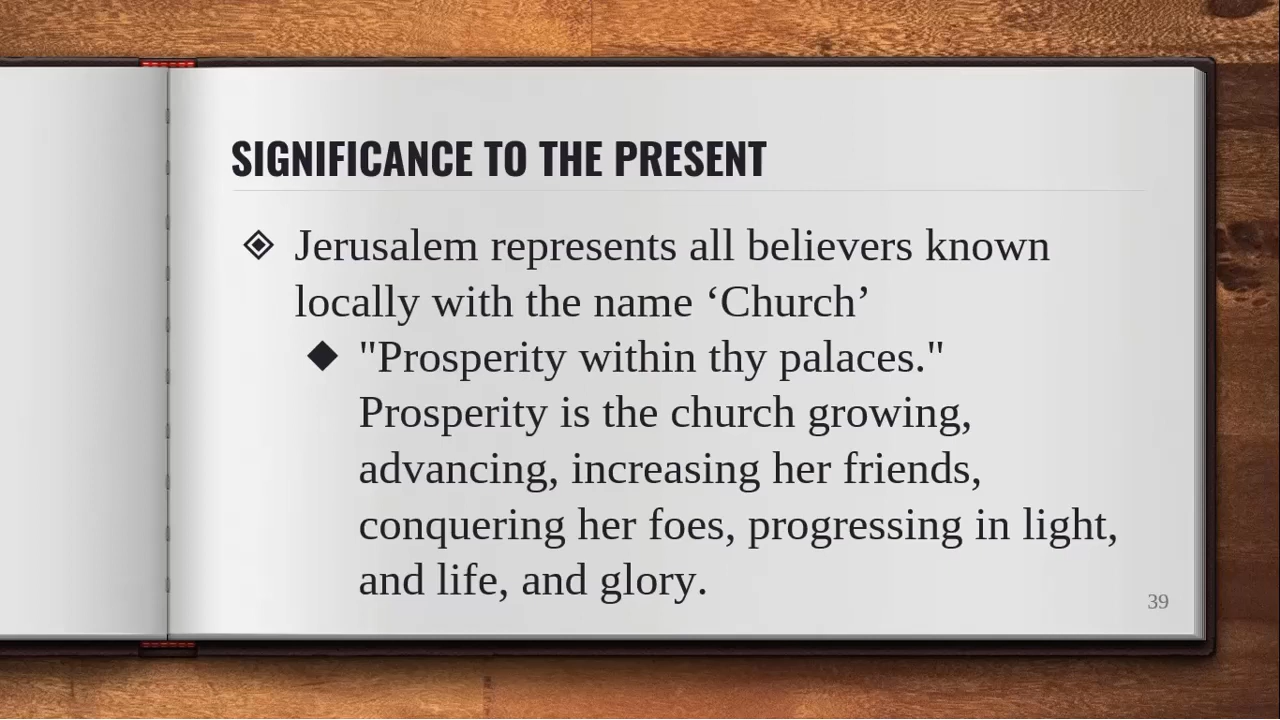 SIGNIFICANCE TO THE PRESENT
Jerusalem represents all believers known
locally with the name ‘Church’
"Prosperity within thy palaces."
Prosperity is the church growing,
advancing, increasing her friends,
conquering her foes, progressing in light,
and life, and glory.
39